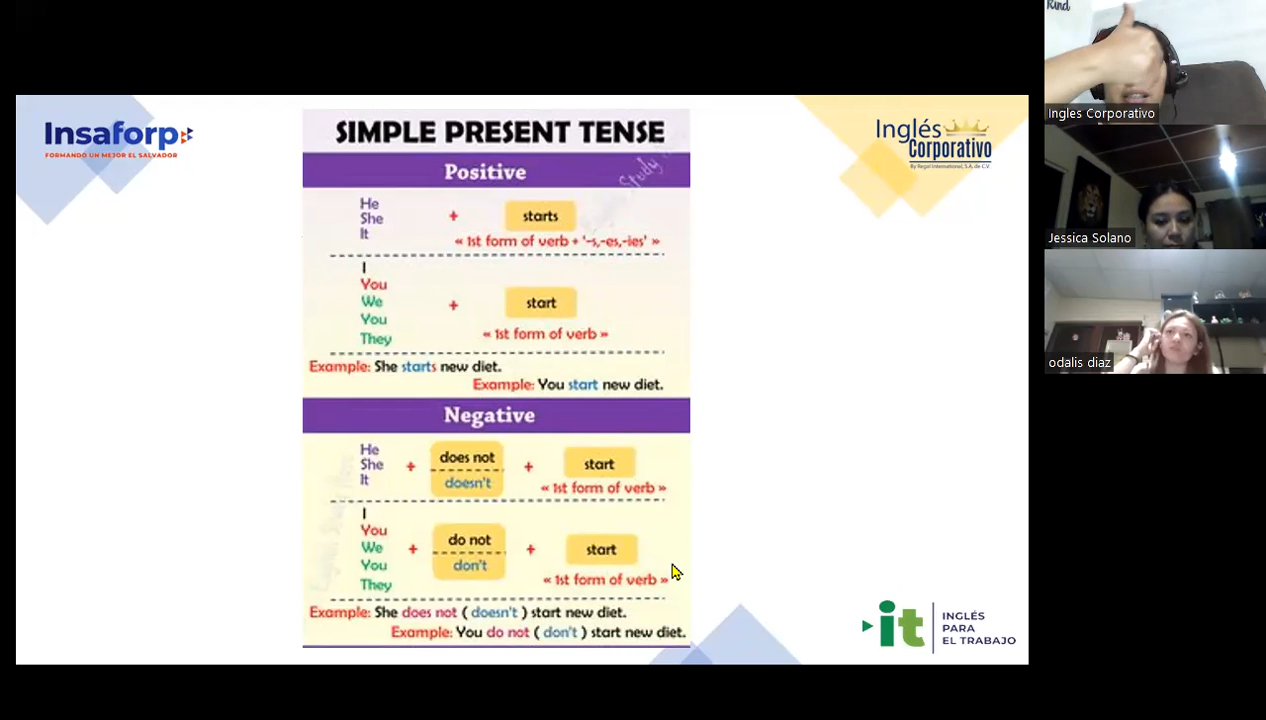 Insaforp
FORMANDO UN MEJOR EL SALVADOR
SIMPLE PRESENT TENSE
Inglés
Corporativo
By Regal International, S.A. de C.V.
Positive
He
She
It
+
starts
« 1st form of verb + '-s,-es,-ies' »
I
You
We
You
They
+
start
« 1st form of verb »
Example: She starts new diet.
Example: You start new diet.
Negative
He
She
It
+
does not
doesn't
+
start
« 1st form of verb »
I
You
We
You
They
+
do not
don't
+
start
« 1st form of verb »
Example: She does not ( doesn't ) start new diet.
Example: You do not ( don't ) start new diet.
it
INGLÉS
PARA
EL TRABAJO
Ingles Corporativo
Jessica Solano
odalis diaz